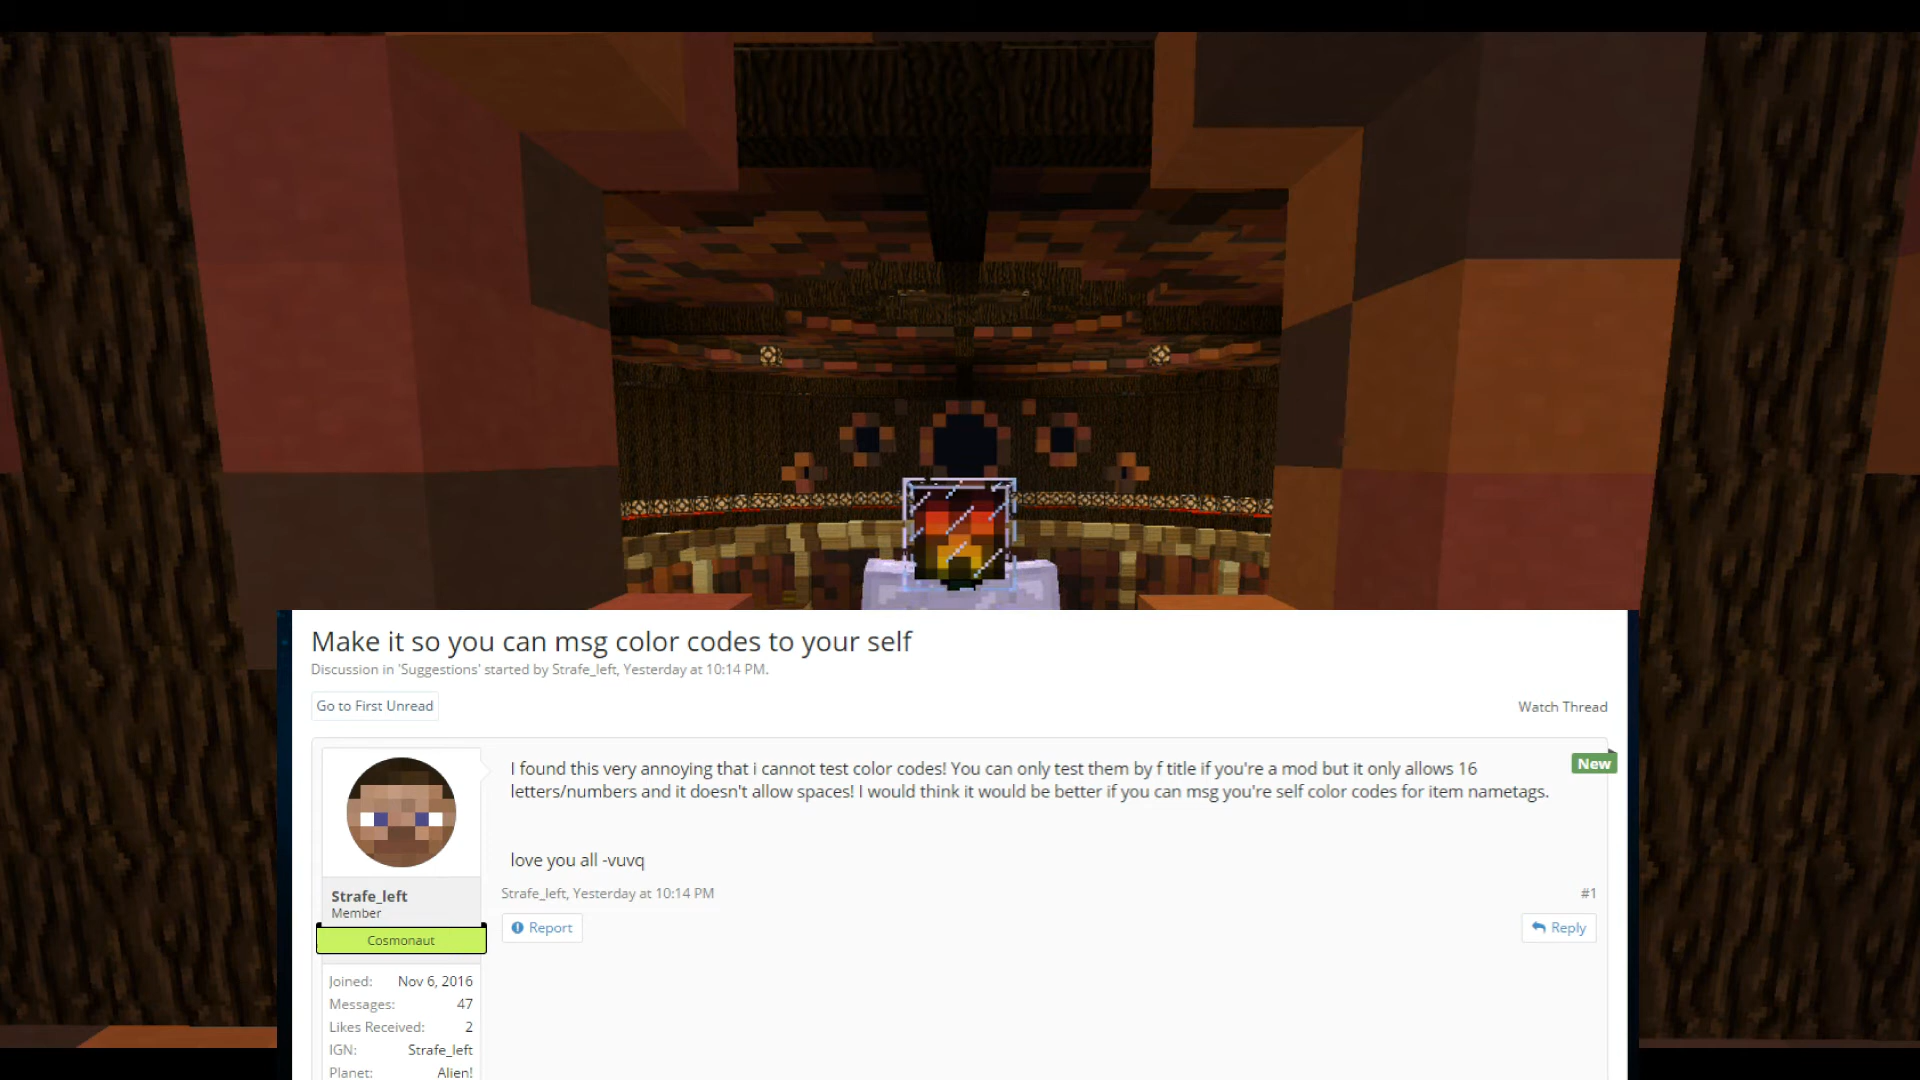 Make it so you can msg color codes to your self
Discussion in 'Suggestions' started by Strafe_left, Yesterday at 10:14 PM.
Go to First Unread
Watch Thread
I found this very annoying that i cannot test color codes! You can only test them by f title if you're a mod but it only allows 16
letters/numbers and it doesn't allow spaces! I would think it would be better if you can msg you're self color codes for item nametags.
New
love you all -vuvq
Strafe_left, Yesterday at 10:14 PM
#1
Report
Reply
Strafe_left
Member
Cosmonaut
Joined: Nov 6, 2016
Messages: 47
Likes Received: 2
IGN: Strafe_left
Planet: Alien!